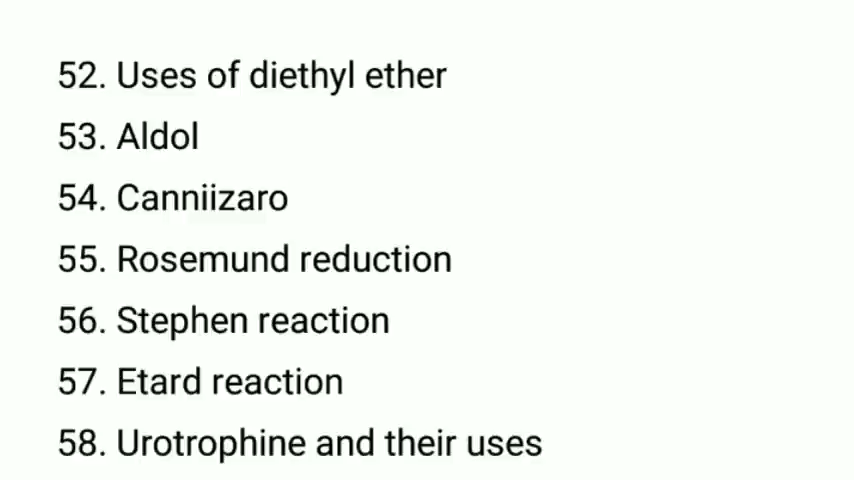 52. Uses of diethyl ether
53. Aldol
54. Canniizaro
55. Rosemund reduction
56. Stephen reaction
57. Etard reaction
58. Urotrophine and their uses